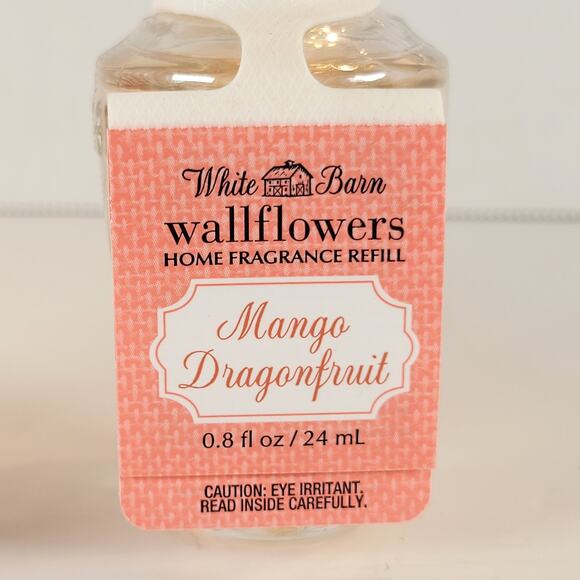 White Barn
wallflowers
HOME FRAGRANCE REFILL
Mango
Dragonfruit
0.8 fl oz / 24 mL
CAUTION: EYE IRRITANT.
READ INSIDE CAREFULLY.